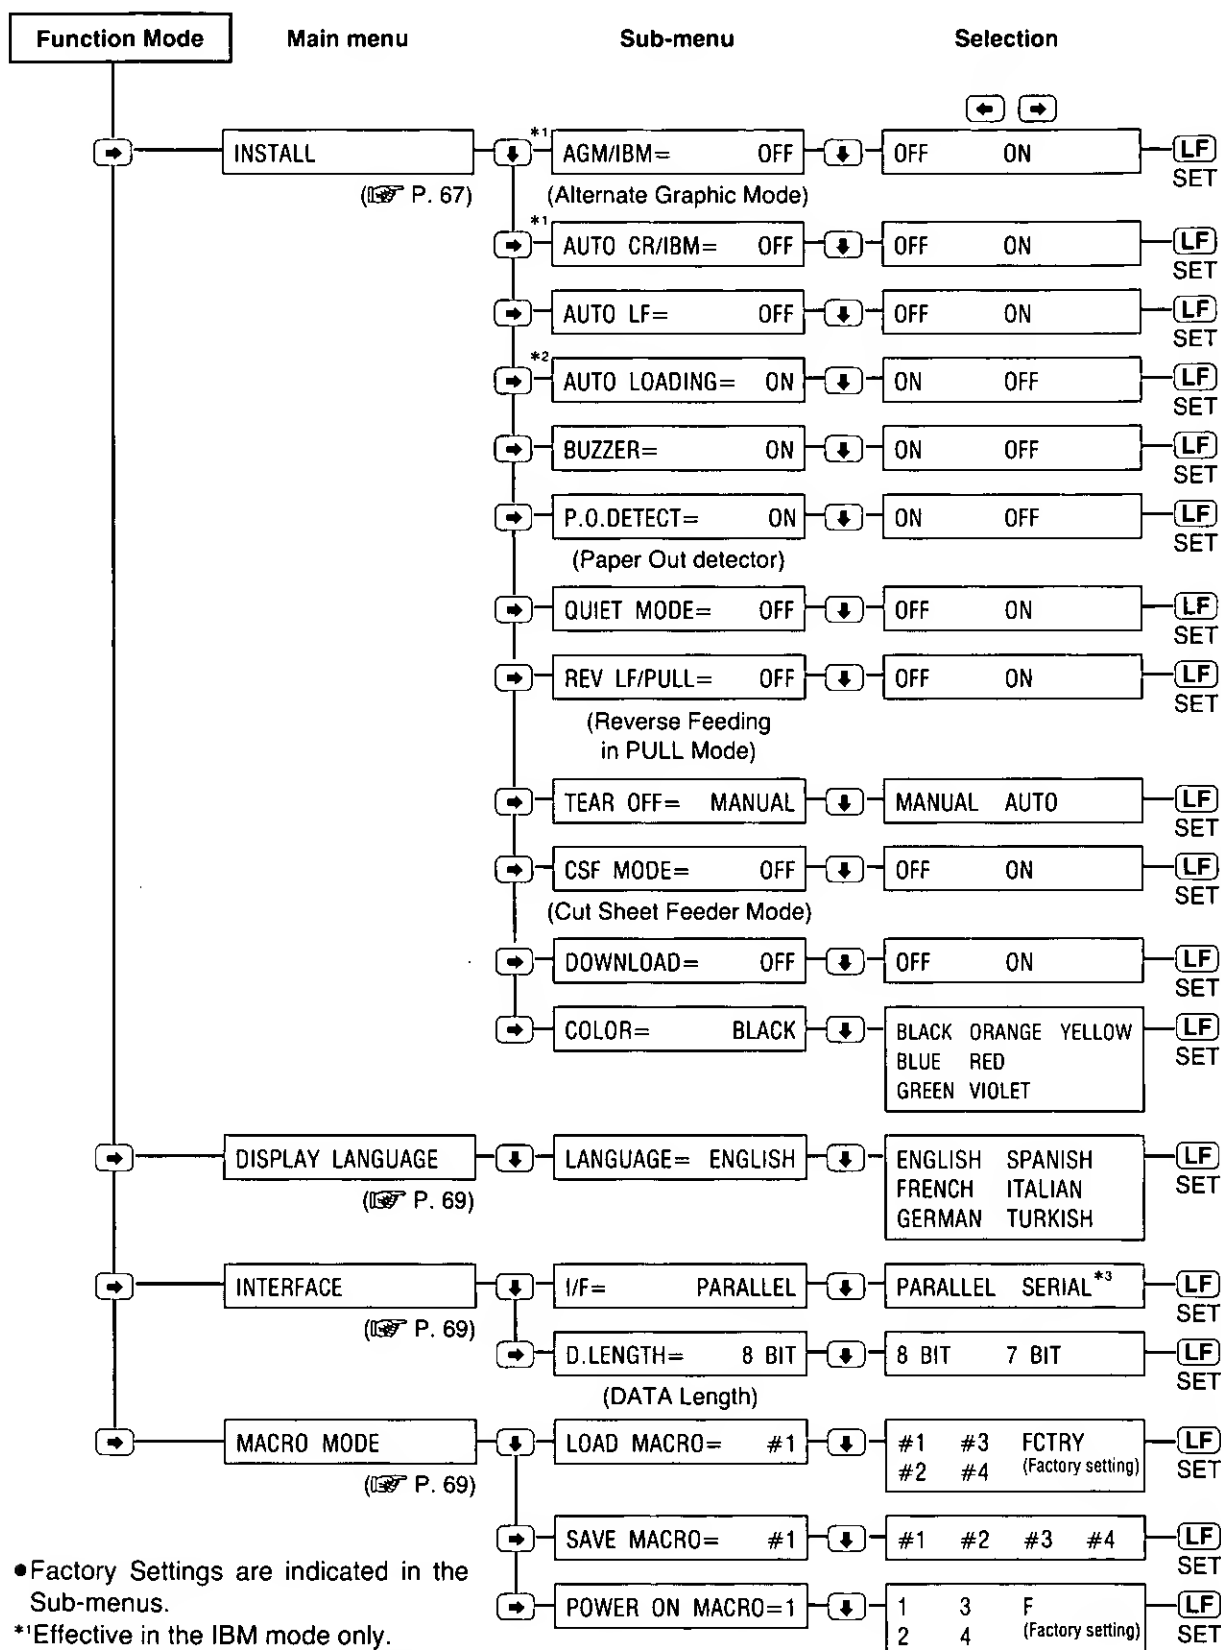 Function Mode Main menu Sub-menu Selection
INSTALL *1 AGM/IBM= OFF OFF ON LF
(☞ P. 67) (Alternate Graphic Mode) SET
*1 AUTO CR/IBM= OFF OFF ON LF
SET
AUTO LF= OFF OFF ON LF
SET
*2 AUTO LOADING= ON ON OFF LF
SET
BUZZER= ON ON OFF LF
SET
P.O.DETECT= ON ON OFF LF
(Paper Out detector) SET
QUIET MODE= OFF OFF ON LF
SET
REV LF/PULL= OFF OFF ON LF
SET
(Reverse Feeding
in PULL Mode)
TEAR OFF= MANUAL MANUAL AUTO LF
SET
CSF MODE= OFF OFF ON LF
(Cut Sheet Feeder Mode) SET
DOWNLOAD= OFF OFF ON LF
SET
COLOR= BLACK BLACK ORANGE YELLOW LF
BLUE RED SET
GREEN VIOLET
DISPLAY LANGUAGE LANGUAGE= ENGLISH ENGLISH SPANISH LF
(☞ P. 69) FRENCH ITALIAN SET
GERMAN TURKISH
INTERFACE I/F= PARALLEL PARALLEL SERIAL*3 LF
(☞ P. 69) SET
D.LENGTH= 8 BIT 8 BIT 7 BIT LF
(DATA Length) SET
MACRO MODE LOAD MACRO= #1 #1 #3 FCTRY LF
(☞ P. 69) #2 #4 (Factory setting) SET
SAVE MACRO= #1 #1 #2 #3 #4 LF
SET
POWER ON MACRO=1 1 3 F LF
2 4 (Factory setting) SET
●Factory Settings are indicated in the
Sub-menus.
*1Effective in the IBM mode only.